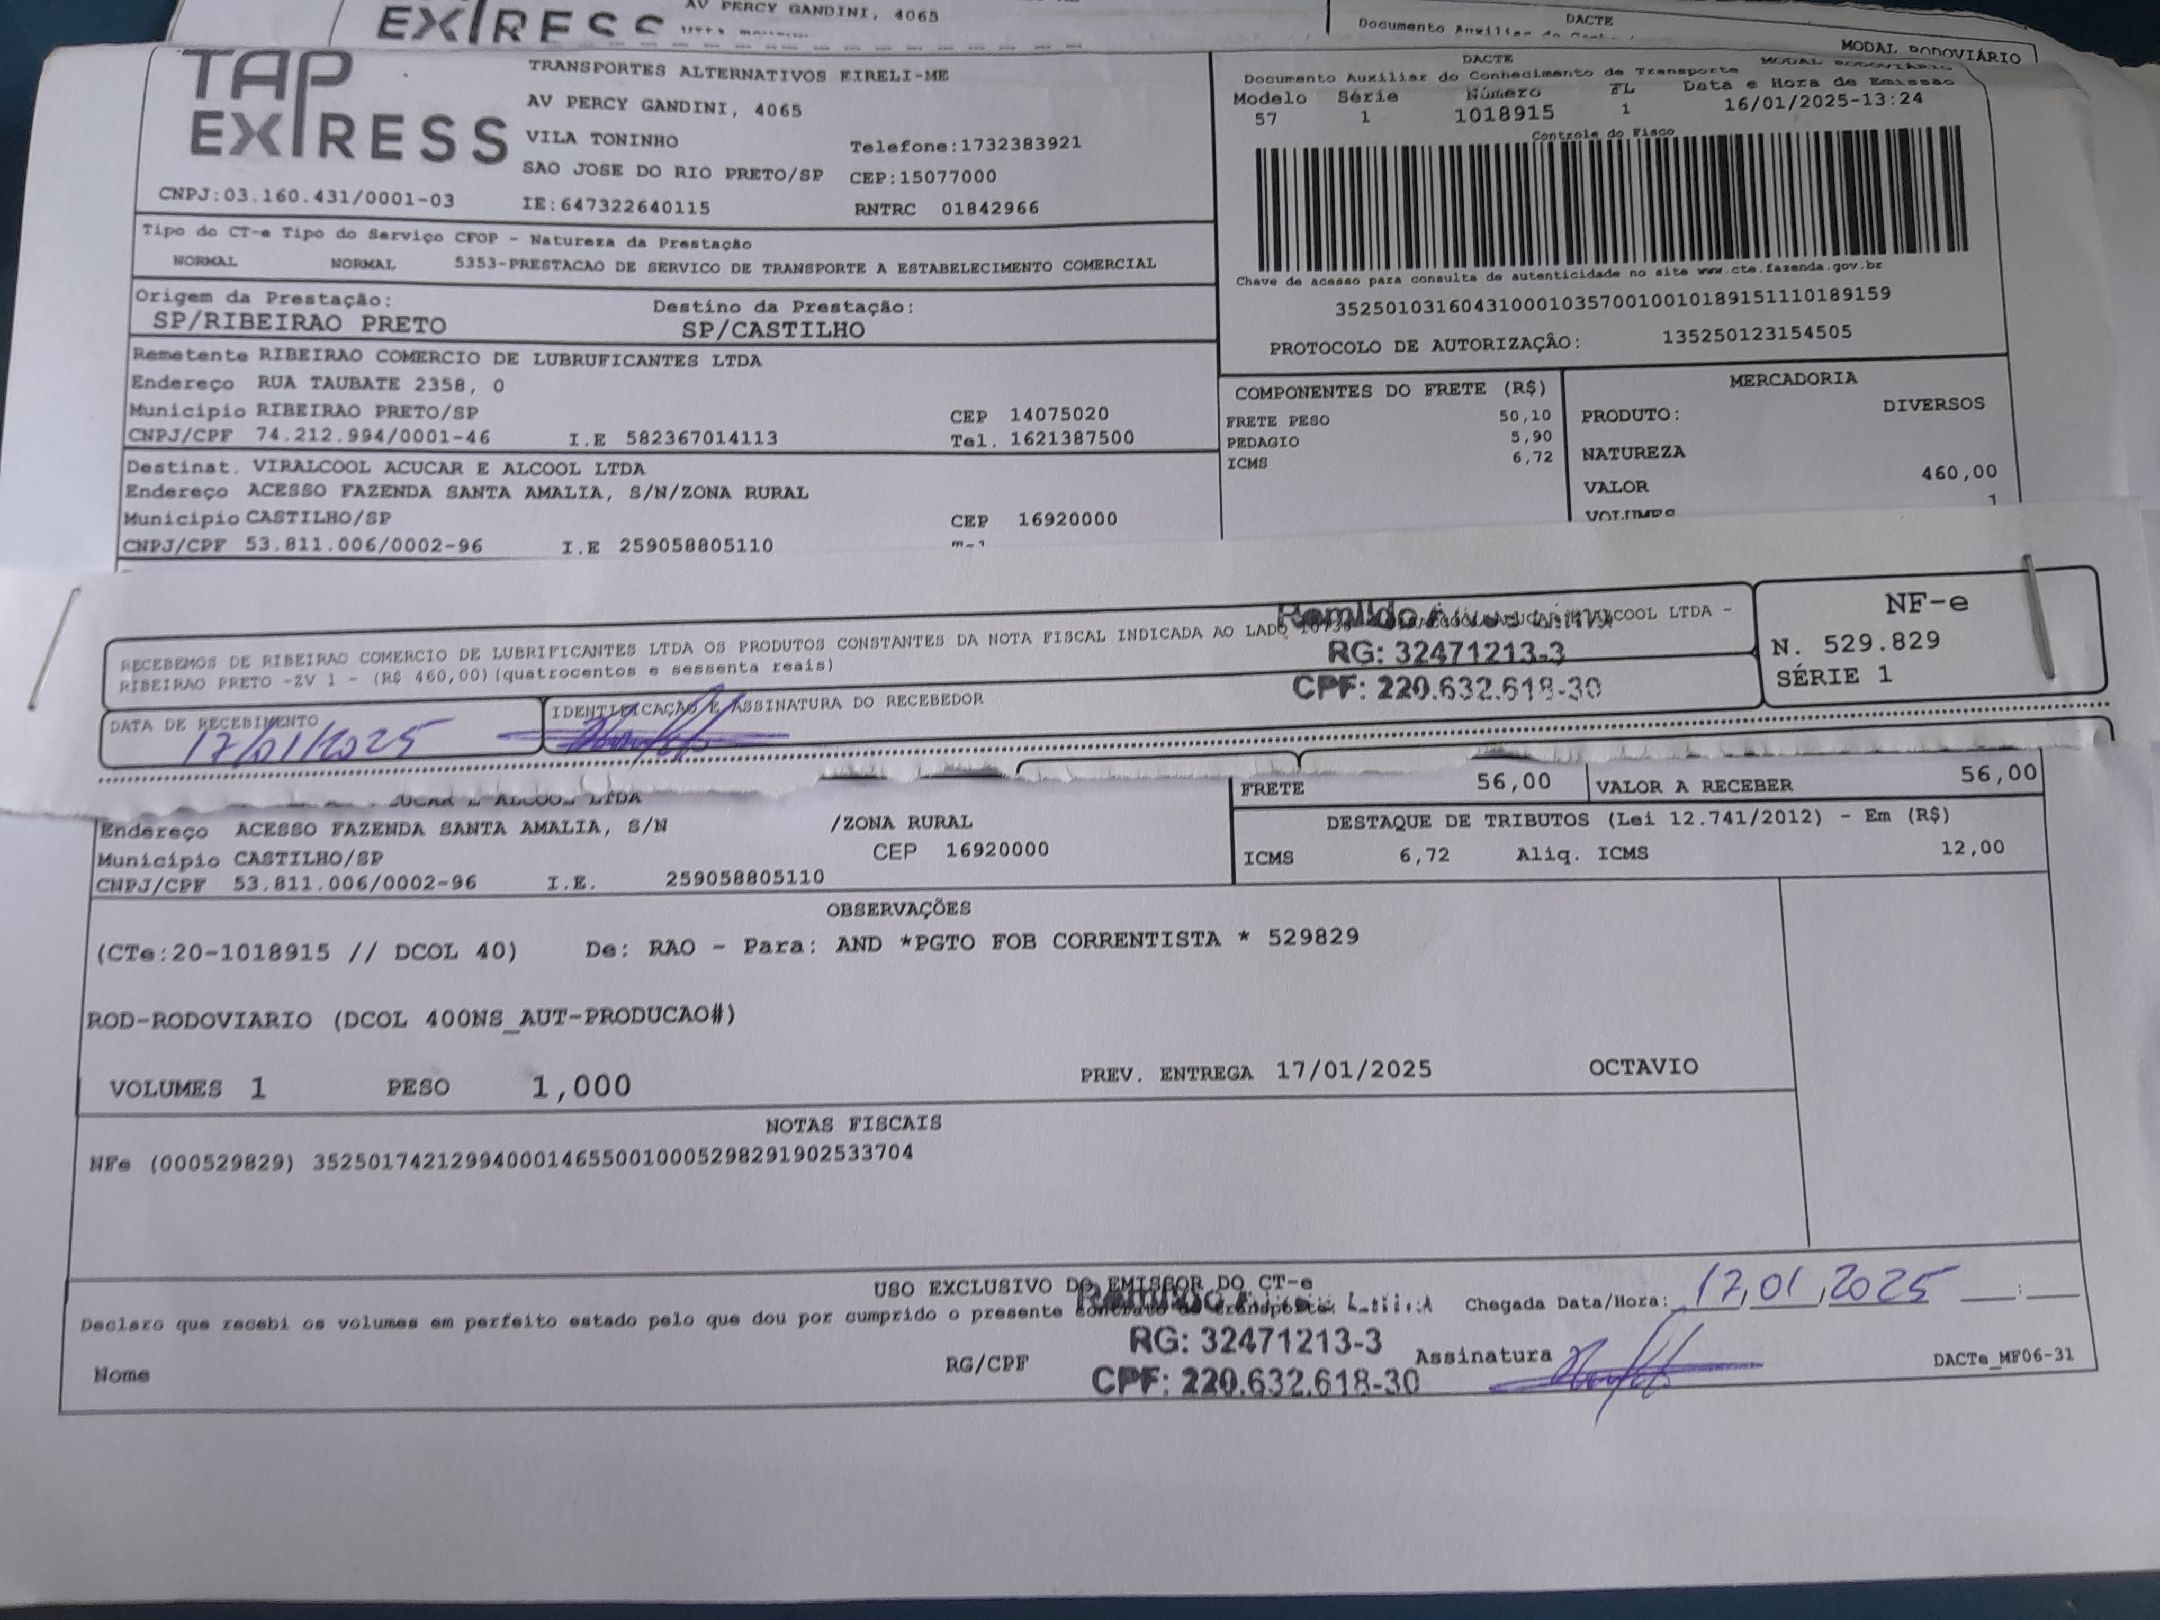 EXPRESS
AV PERCY GANDINI, 4065
DACTE
MODAL RODOVIÁRIO
TAP
EXPRESS
TRANSPORTES ALTERNATIVOS EIRELI-ME
AV PERCY GANDINI, 4065
VILA TONINHO
Telefone:1732383921
SAO JOSE DO RIO PRETO/SP CEP:15077000
CNPJ:03.160.431/0001-03
IE:647322640115
RNTRC 01842966
DACTE
MODAL RODOVIÁRIO
Documento Auxiliar do Conhecimento de Transporte
Modelo Série Número FL Data e Hora de Emissão
57 1 1018915 1 16/01/2025-13:24
Controle do Fisco
Chave de acesso para consulta de autenticidade no site www.cte.fazenda.gov.br
35250103160431000103570010010189151110189159
PROTOCOLO DE AUTORIZAÇÃO: 135250123154505
Tipo do CT-e Tipo do Serviço CFOP - Natureza da Prestação
NORMAL NORMAL 5353-PRESTACAO DE SERVICO DE TRANSPORTE A ESTABELECIMENTO COMERCIAL
Origem da Prestação: Destino da Prestação:
SP/RIBEIRAO PRETO SP/CASTILHO
Remetente RIBEIRAO COMERCIO DE LUBRUFICANTES LTDA
Endereço RUA TAUBATE 2358, 0
Município RIBEIRAO PRETO/SP CEP 14075020
CNPJ/CPF 74.212.994/0001-46 I.E 582367014113 Tel. 1621387500
Destinat. VIRALCOOL ACUCAR E ALCOOL LTDA
Endereço ACESSO FAZENDA SANTA AMALIA, S/N/ZONA RURAL
Município CASTILHO/SP CEP 16920000
CNPJ/CPF 53.811.006/0002-96 I.E 259058805110
COMPONENTES DO FRETE (R$)
FRETE PESO 50,10
PEDAGIO 5,90
ICMS 6,72
MERCADORIA
PRODUTO: DIVERSOS
NATUREZA
VALOR 460,00
VOLUMES 1
RECEBEMOS DE RIBEIRAO COMERCIO DE LUBRIFICANTES LTDA OS PRODUTOS CONSTANTES DA NOTA FISCAL INDICADA AO LADO
RIBEIRAO PRETO -ZV 1 - (R$ 460,00)(quatrocentos e sessenta reais)
Remildo
RG: 32471213-3
CPF: 220.632.618-30
NF-e
N. 529.829
SÉRIE 1
DATA DE RECEBIMENTO
17/01/2025
IDENTIFICAÇÃO E ASSINATURA DO RECEBEDOR
FRETE 56,00 VALOR A RECEBER 56,00
Endereço ACESSO FAZENDA SANTA AMALIA, S/N /ZONA RURAL
Município CASTILHO/SP CEP 16920000
CNPJ/CPF 53.811.006/0002-96 I.E. 259058805110
DESTAQUE DE TRIBUTOS (Lei 12.741/2012) - Em (R$)
ICMS 6,72 Aliq. ICMS 12,00
OBSERVAÇÕES
(CTe:20-1018915 // DCOL 40) De: RAO - Para: AND *PGTO FOB CORRENTISTA * 529829
ROD-RODOVIARIO (DCOL 400NS_AUT-PRODUCAO#)
VOLUMES 1 PESO 1,000 PREV. ENTREGA 17/01/2025 OCTAVIO
NOTAS FISCAIS
NFe (000529829) 35250174212994000146550010005298291902533704
USO EXCLUSIVO DO EMISSOR DO CT-e
Declaro que recebi os volumes em perfeito estado pelo que dou por cumprido o presente contrato de transporte.
Chegada Data/Hora: 17,01,2025
Nome RG/CPF
RG: 32471213-3
CPF: 220.632.618-30
Assinatura
DACTe_MF06-31